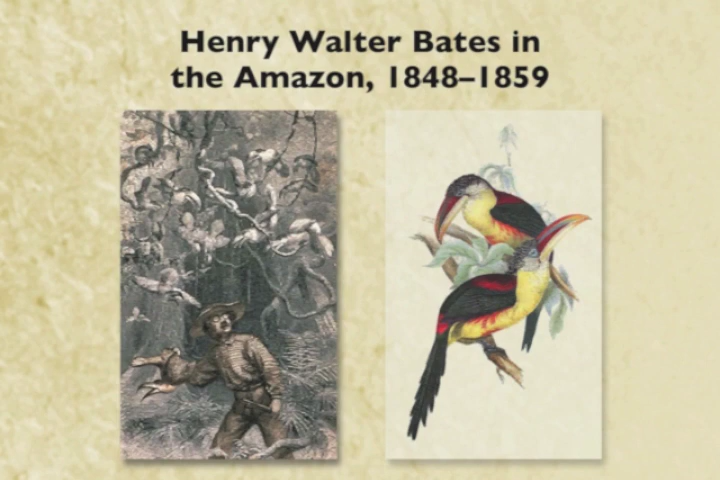 Henry Walter Bates in
the Amazon, 1848–1859